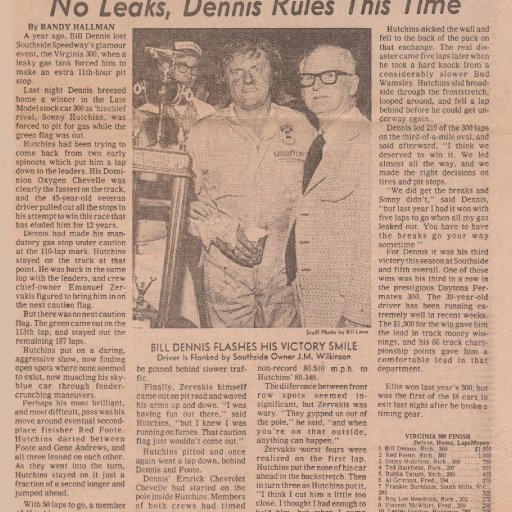 No Leaks, Dennis Rules This Time
By RANDY HALLMAN
A year ago, Bill Dennis lost
Southside Speedway's glamour
event, the Virginia 300, when a
leaky gas tank forced him to
make an extra 11th-hour pit
stop.
Last night Dennis breezed
home a winner in the Late
Model stock car 300 as his chief
rival, Sonny Hutchins, was
forced to pit for gas while the
green flag was out.
Hutchins had been trying to
come back from two early
spinouts which put him a lap
down to the leaders. His Domi-
nion Oxygen Chevelle was
clearly the fastest on the track,
and the 45-year-old veteran
driver pulled out all the stops in
his attempt to win this race that
has eluded him for 12 years.
Dennis had made his man-
datory gas stop under caution
at the 110-lap mark. Hutchins
stayed on the track at that
point. He was back in the same
lap with the leaders, and crew
chief-owner Emanuel Zer-
vakis figured to bring him in on
the next caution flag.
But there was no next caution
flag. The green came out on the
113th lap, and stayed out the
remaining 187 laps.
Hutchins put on a daring,
aggressive show, now finding
open spots where none seemed
to exist, now muscling his sky-
blue car through fender-
crunching maneuvers.
Perhaps his most brilliant,
and most difficult, pass was his
move around eventual second-
place finisher Red Foote.
Hutchins darted between
Foote and Gene Andrews, and
all three leaned on each other.
As they went into the turn,
Hutchins stayed on it just a
fraction of a second longer and
jumped ahead.
With 50 laps to go, a member
Staff Photo by Bill Lane
BILL DENNIS FLASHES HIS VICTORY SMILE
Driver is Flanked by Southside Owner J.M. Wilkinson
be pinned behind slower traf-
fic.
Finally, Zervakis himself
came out on pit road and waved
his arms up and down. "I was
having fun out there," said
Hutchins, "but I knew I was
running on fumes. That caution
flag just wouldn't come out."
Hutchins pitted and once
again went a lap down, behind
Dennis and Foote.
Dennis' Emrick Chevrolet
Chevelle had started on the
pole inside Hutchins. Members
of both crews had timed
non-record 80.510 m.p.h. to
Hutchins' 80.349.
The difference between front
row spots seemed in-
significant, but Zervakis was
wary. "They gypped us out of
the pole," he said, "and when
you're on that outside,
anything can happen."
Zervakis worst fears were
realized on the first lap.
Hutchins put the nose of his car
ahead in the backstretch. Then
in turn three as Hutchins put it,
"I think I cut him a little too
close. I thought I had enough to
Hutchins nicked the wall and
fell to the back of the pack on
that exchange. The real dis-
aster came five laps later when
he took a hard knock from a
considerably slower Bud
Wamsley. Hutchins slid broad-
side through the frontstretch,
looped around, and fell a lap
behind before he could get un-
derway again.
Dennis led 210 of the 300 laps
on the third-of-a-mile oval, and
said afterward, "I think we
deserved to win it. We led
almost all the way, and we
made the right decisions on
tires and pit stops.
"We did get the breaks and
Sonny didn't," said Dennis,
"but last year I had it won with
five laps to go when all my gas
leaked out. You have to have
the breaks go your way
sometime"
For Dennis it was his third
victory this season at Southside
and fifth overall. One of those
wins was his third in a row in
the prestigious Daytona Per-
matex 300. The 39-year-old
driver has been running ex-
tremely well in recent weeks.
The $1,500 for the win gave him
the lead in track money win-
nings, and his 66 track cham-
pionship points gave him a
comfortable lead in that
department.
Ellis won last year's 300, but
was the first of the 18 cars to
exit last night after he broke a
timing gear.
VIRGINIA 300 FINISH
Driver, Home, Laps Money
1. Bill Dennis, Rich., 300 $1,500
2. Red Foote, Rich., 300
3. Sonny Hutchins, Rich., 300
4. Ted Hairfield, Rich., 297
5. Bubba Tatum, Rich.,
6. Al Grinnan, Fred., 294
7. Frankie Burnham, South Mills, N.C.,
293
8. Roy Lee Hendrick, Rich.,
9. Vincent McWhirt, Fred.,